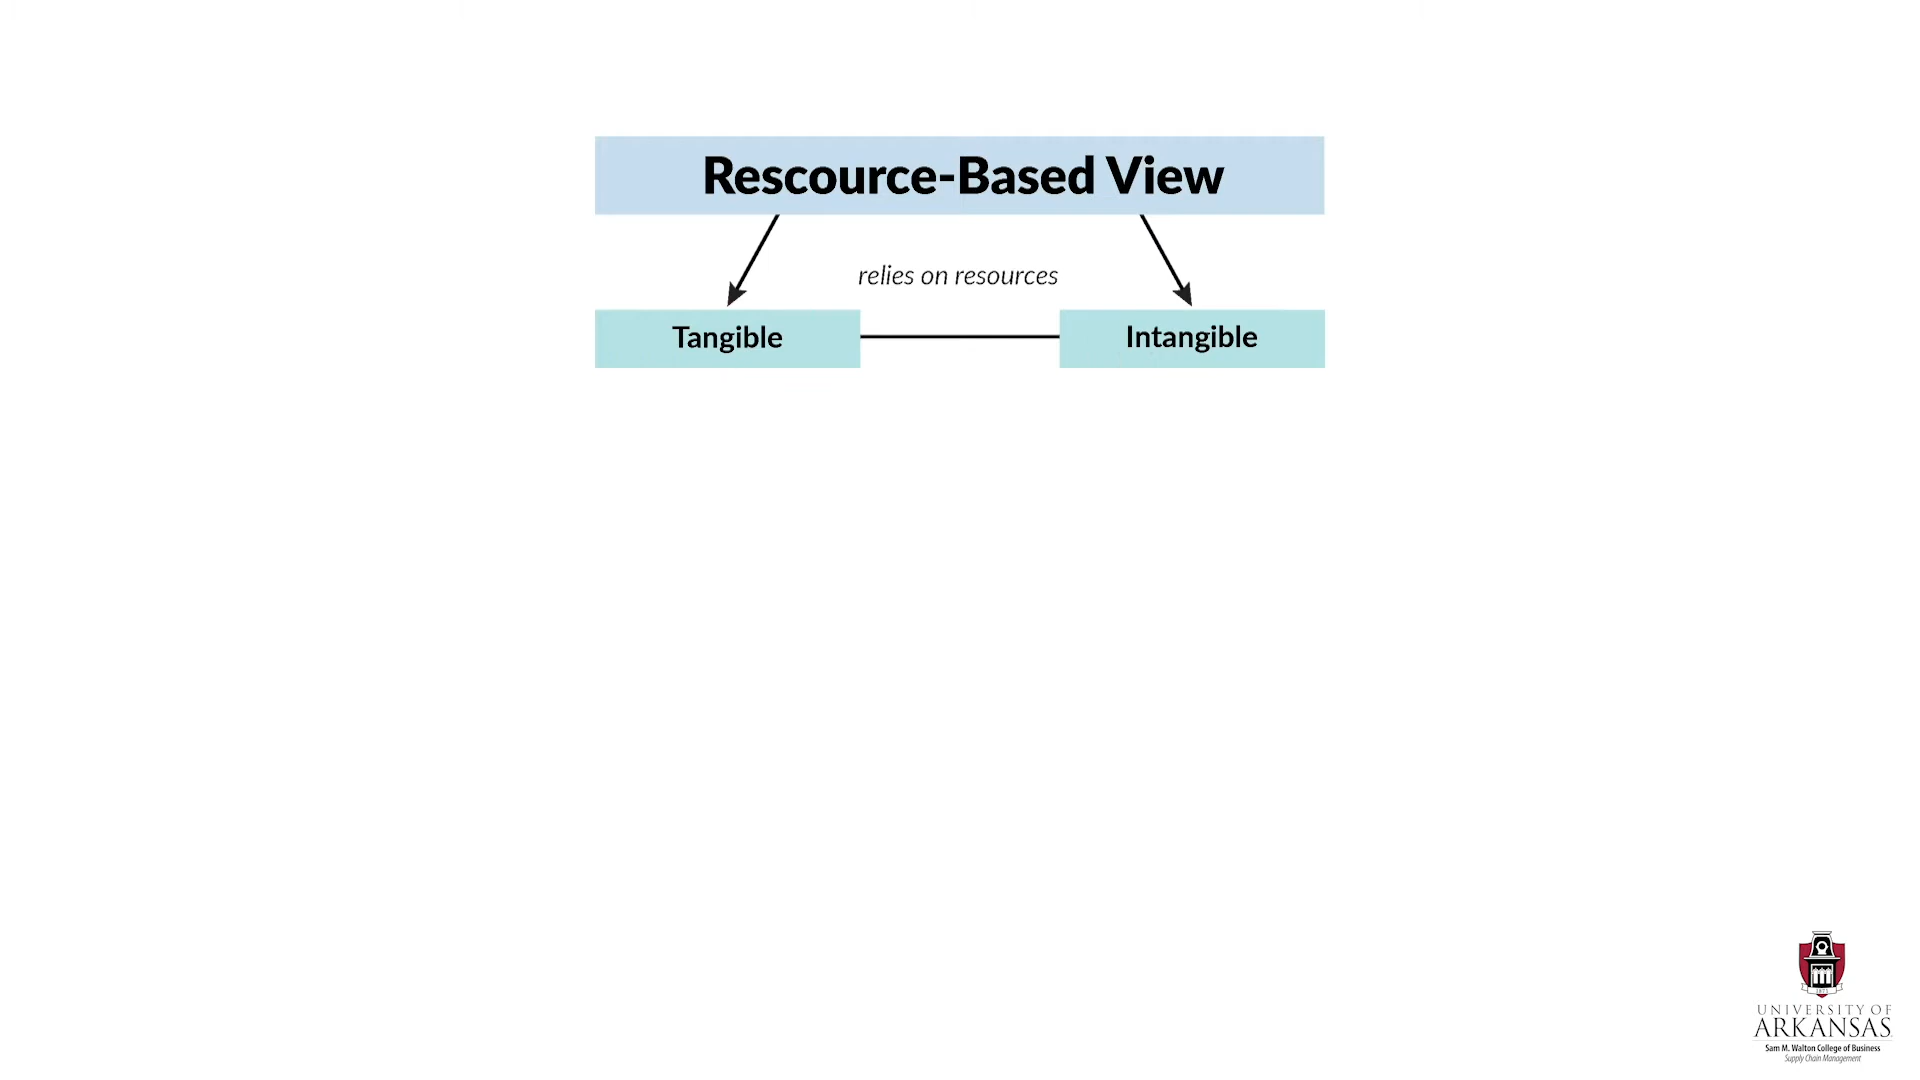 Rescource-Based View
relies on resources
Tangible
Intangible
1871
UNIVERSITY OF
ARKANSAS
Sam M. Walton College of Business
Supply Chain Management